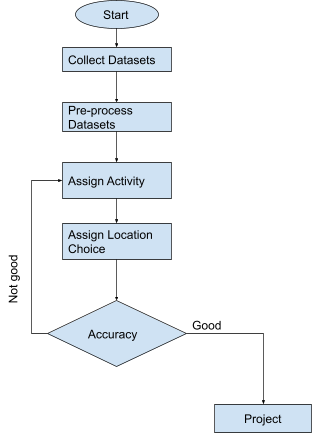 Start
Collect Datasets
Pre-process
Datasets
Assign Activity
Assign Location
Choice
Not good
Accuracy
Good
Project